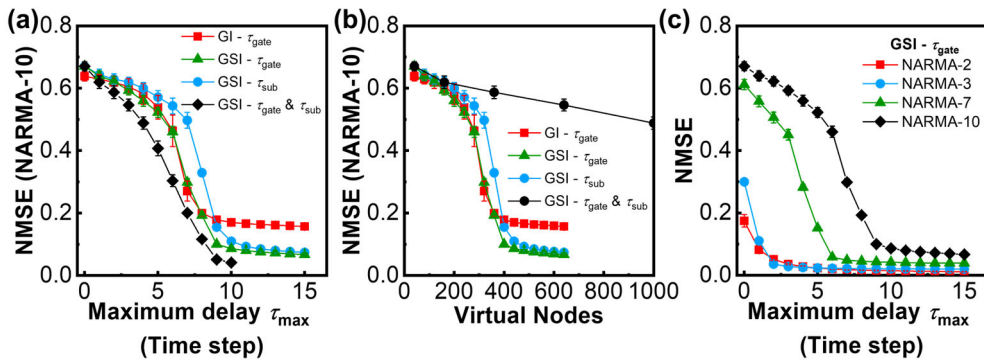 (a)
NMSE (NARMA-10)
0.8
0.6
0.4
0.2
0.0
GI - τgate
GSI - τgate
GSI - τsub
GSI - τgate & τsub
0 5 10 15
Maximum delay τmax
(Time step)
(b)
NMSE (NARMA-10)
0.8
0.6
0.4
0.2
0.0
GI - τgate
GSI - τgate
GSI - τsub
GSI - τgate & τsub
0 200 400 600 800 1000
Virtual Nodes
(c)
NMSE
0.8
0.6
0.4
0.2
0.0
GSI - τgate
NARMA-2
NARMA-3
NARMA-7
NARMA-10
0 5 10 15
Maximum delay τmax
(Time step)